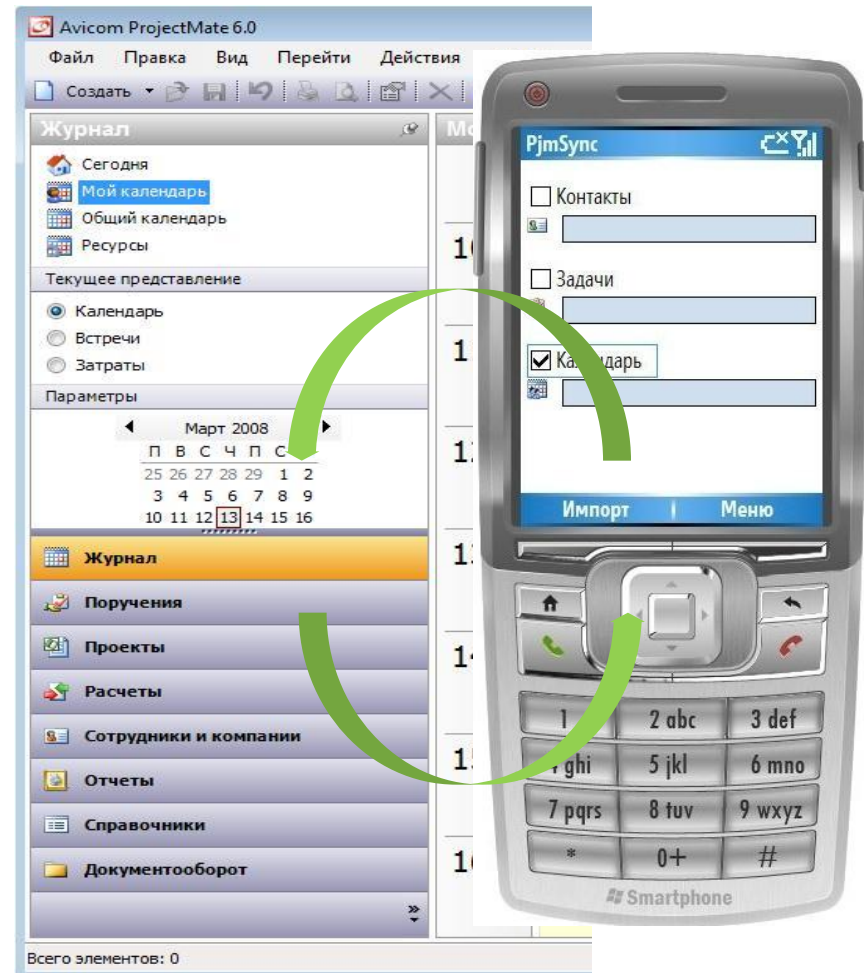 Avicom ProjectMate 6.0
Файл Правка Вид Перейти Действия
Создать
Журнал
Сегодня
Мой календарь
Общий календарь
Ресурсы
Текущее представление
Календарь
Встречи
Затраты
Параметры
Март 2008
П В С Ч П С
25 26 27 28 29 1 2
3 4 5 6 7 8 9
10 11 12 13 14 15 16
Журнал
Поручения
Проекты
Расчеты
Сотрудники и компании
Отчеты
Справочники
Документооборот
Всего элементов: 0
PjmSync
Контакты
Задачи
Календарь
Импорт Меню
1 2 abc 3 def
ghi 5 jkl 6 mno
7 pqrs 8 tuv 9 wxyz
* 0+ #
Smartphone